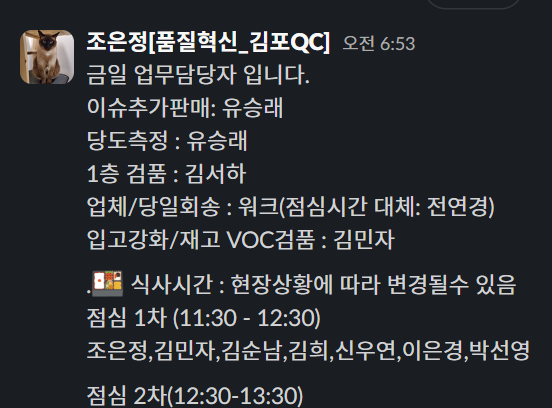 조은정[품질혁신_김포QC] 오전 6:53
금일 업무담당자 입니다.
이슈추가판매: 유승래
당도측정 : 유승래
1층 검품 : 김서하
업체/당일회송 : 워크(점심시간 대체: 전연경)
입고강화/재고 VOC검품 : 김민자
.🍱 식사시간 : 현장상황에 따라 변경될수 있음
점심 1차 (11:30 - 12:30)
조은정,김민자,김순남,김희,신우연,이은경,박선영
점심 2차(12:30-13:30)